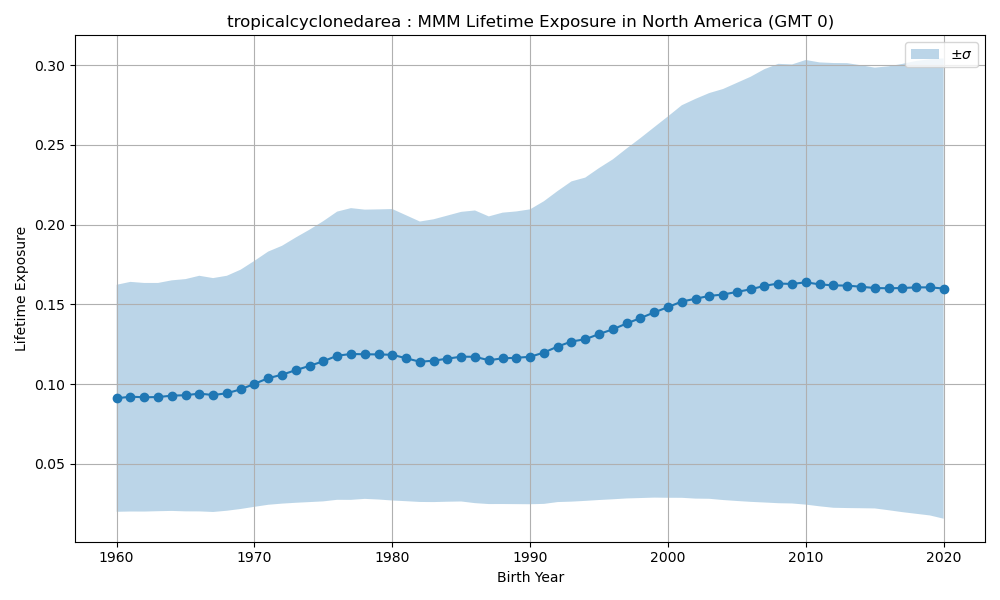 tropicalcyclonedarea : MMM Lifetime Exposure in North America (GMT 0)
±σ
0.30
0.25
0.20
0.15
0.10
0.05
Lifetime Exposure
1960 1970 1980 1990 2000 2010 2020
Birth Year